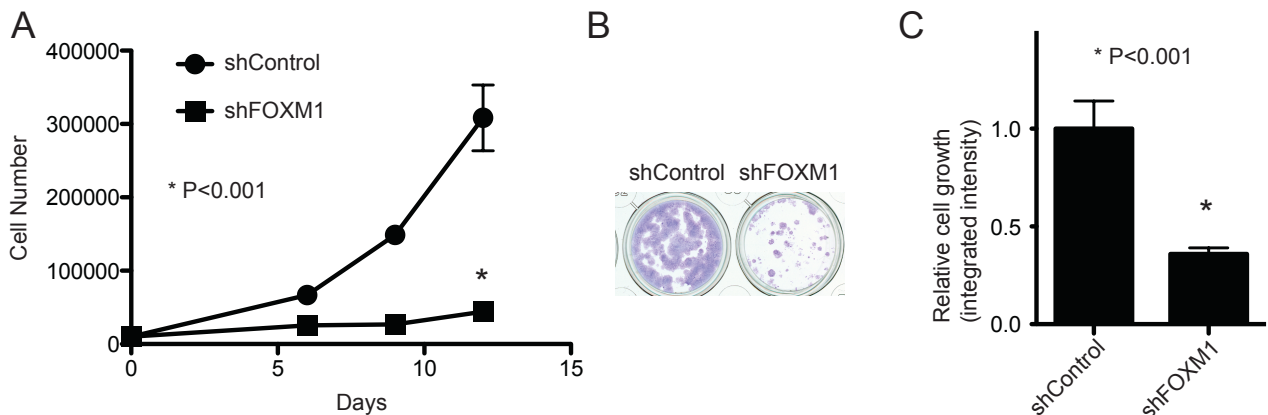 A
400000
300000
200000
100000
0
Cell Number
shControl
shFOXM1
* P<0.001
*
0
5
10
15
Days
B
shControl
shFOXM1
C
* P<0.001
Relative cell growth
(integrated intensity)
1.0
0.5
0.0
*
shControl
shFOXM1